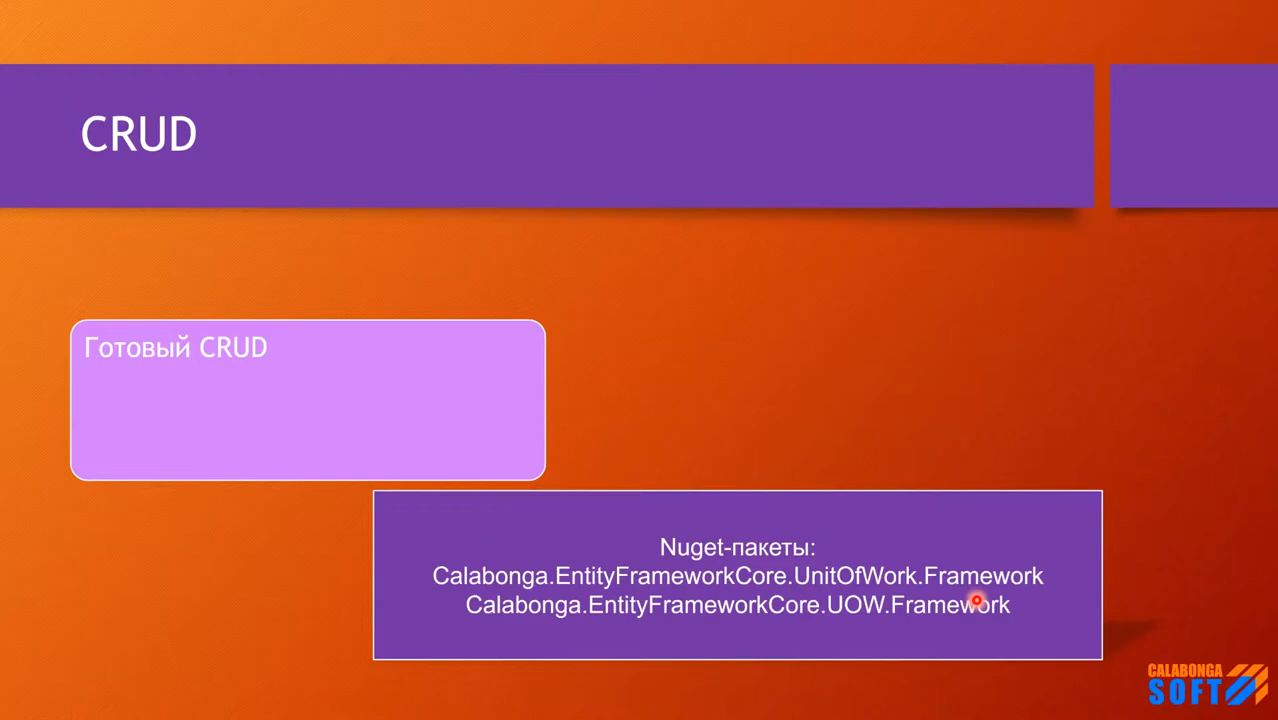 CRUD
Готовый CRUD
Nuget-пакеты:
Calabonga.EntityFrameworkCore.UnitOfWork.Framework
Calabonga.EntityFrameworkCore.UOW.Framework
CALABONGA
SOFT